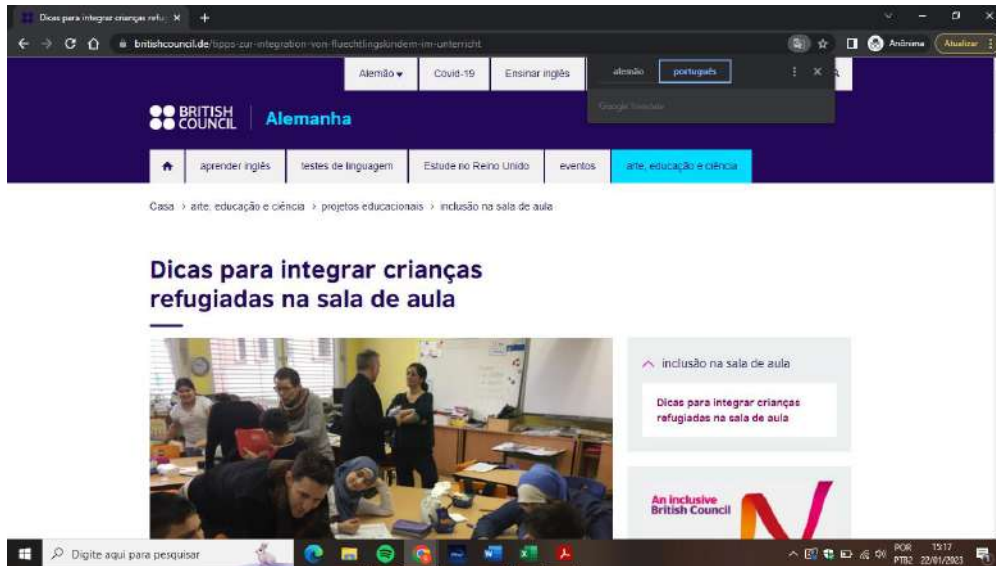 Dicas para integrar crianças refu
britishcouncil.de/tipps-zur-integration-von-fluechtlingskindern-im-unterricht
Anônima
Atualizar
Alemão
Covid-19
Ensinar inglês
alemão
português
Google Translate
BRITISH
COUNCIL
Alemanha
aprender inglês
testes de linguagem
Estude no Reino Unido
eventos
arte, educação e ciência
Casa > arte, educação e ciência > projetos educacionais > inclusão na sala de aula
Dicas para integrar crianças
refugiadas na sala de aula
inclusão na sala de aula
Dicas para integrar crianças
refugiadas na sala de aula
An inclusive
British Council
Digite aqui para pesquisar
POR
15:17
PTB2
22/01/2023